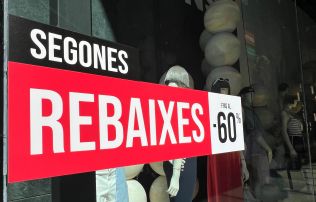 SEGONES
REBAIXES
FINS AL
-60%